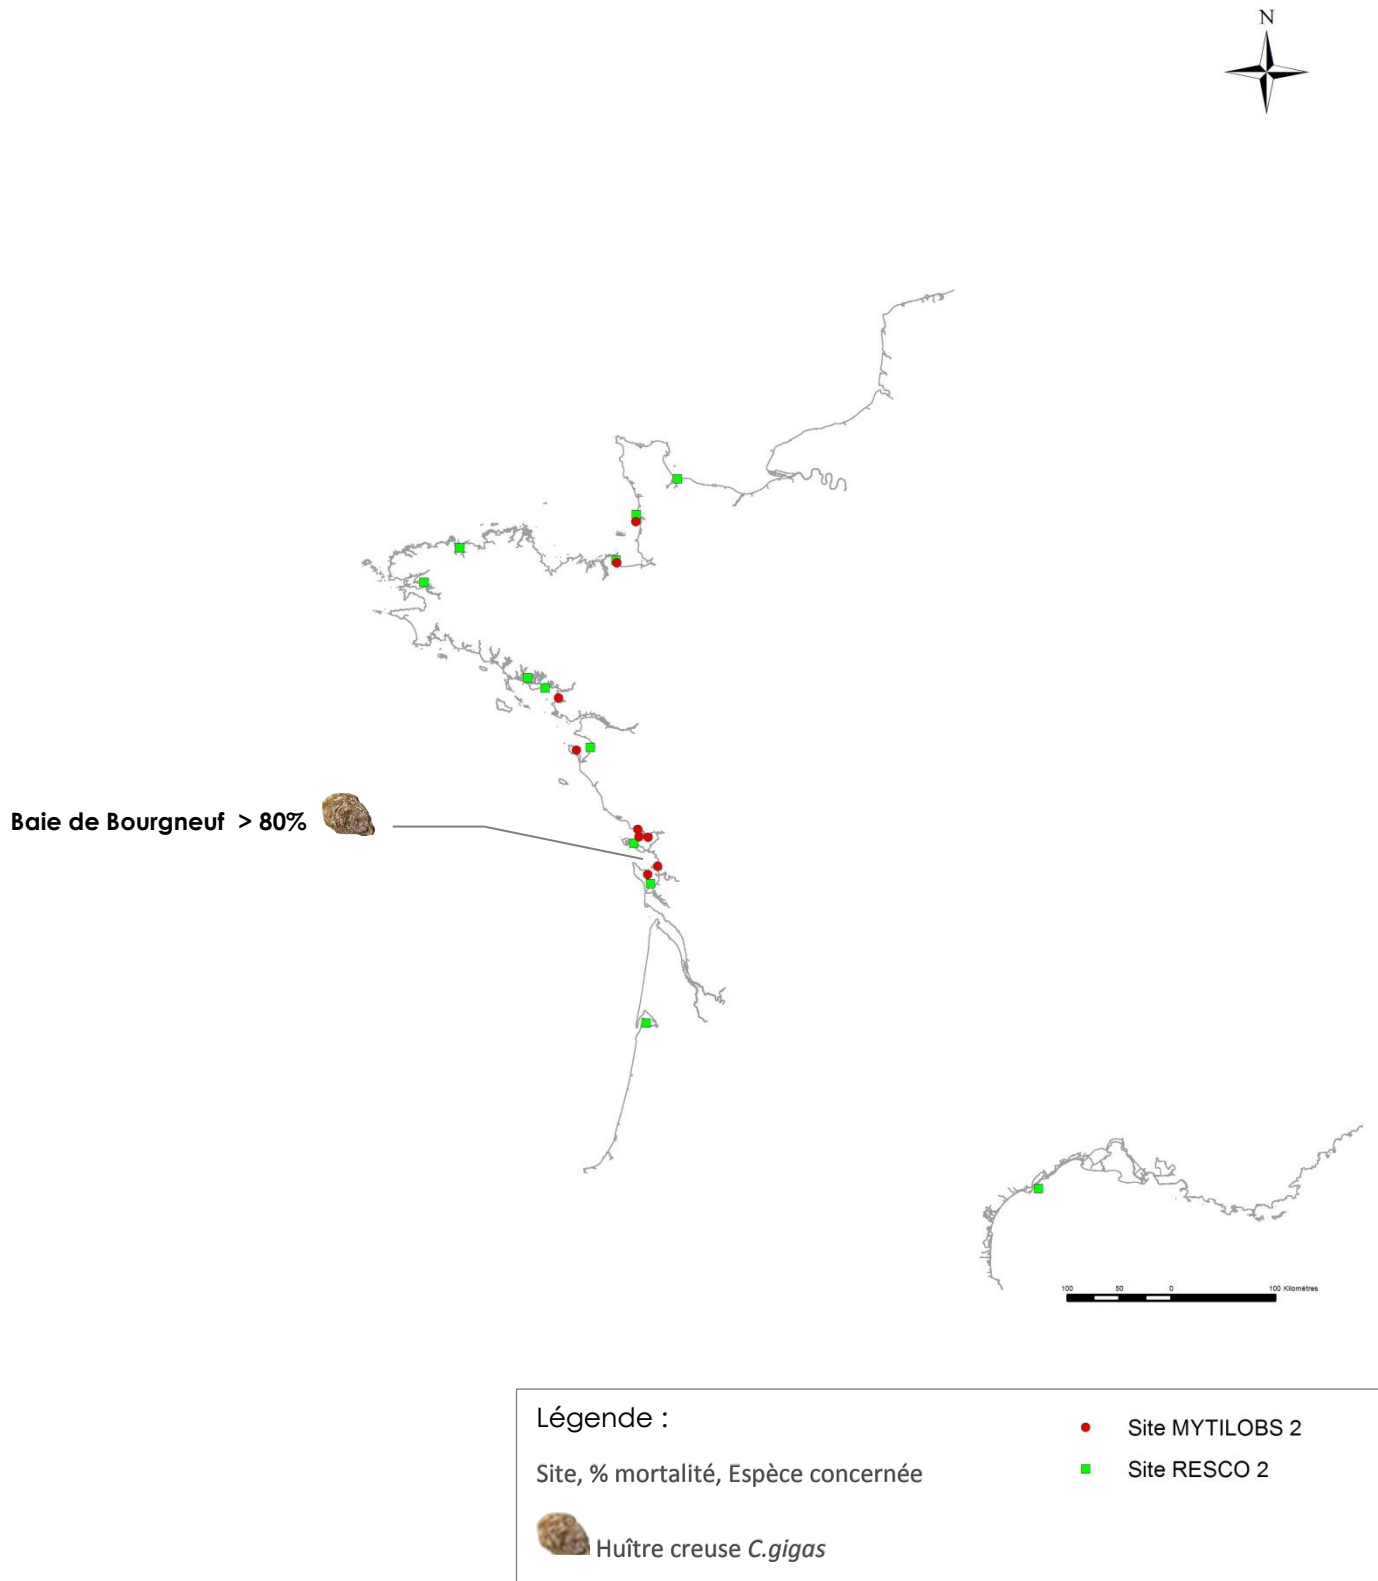 N
Baie de Bourgneuf > 80%
100 50 0 100 Kilomètres
Légende :
Site, % mortalité, Espèce concernée
Huître creuse C.gigas
Site MYTILOBS 2
Site RESCO 2